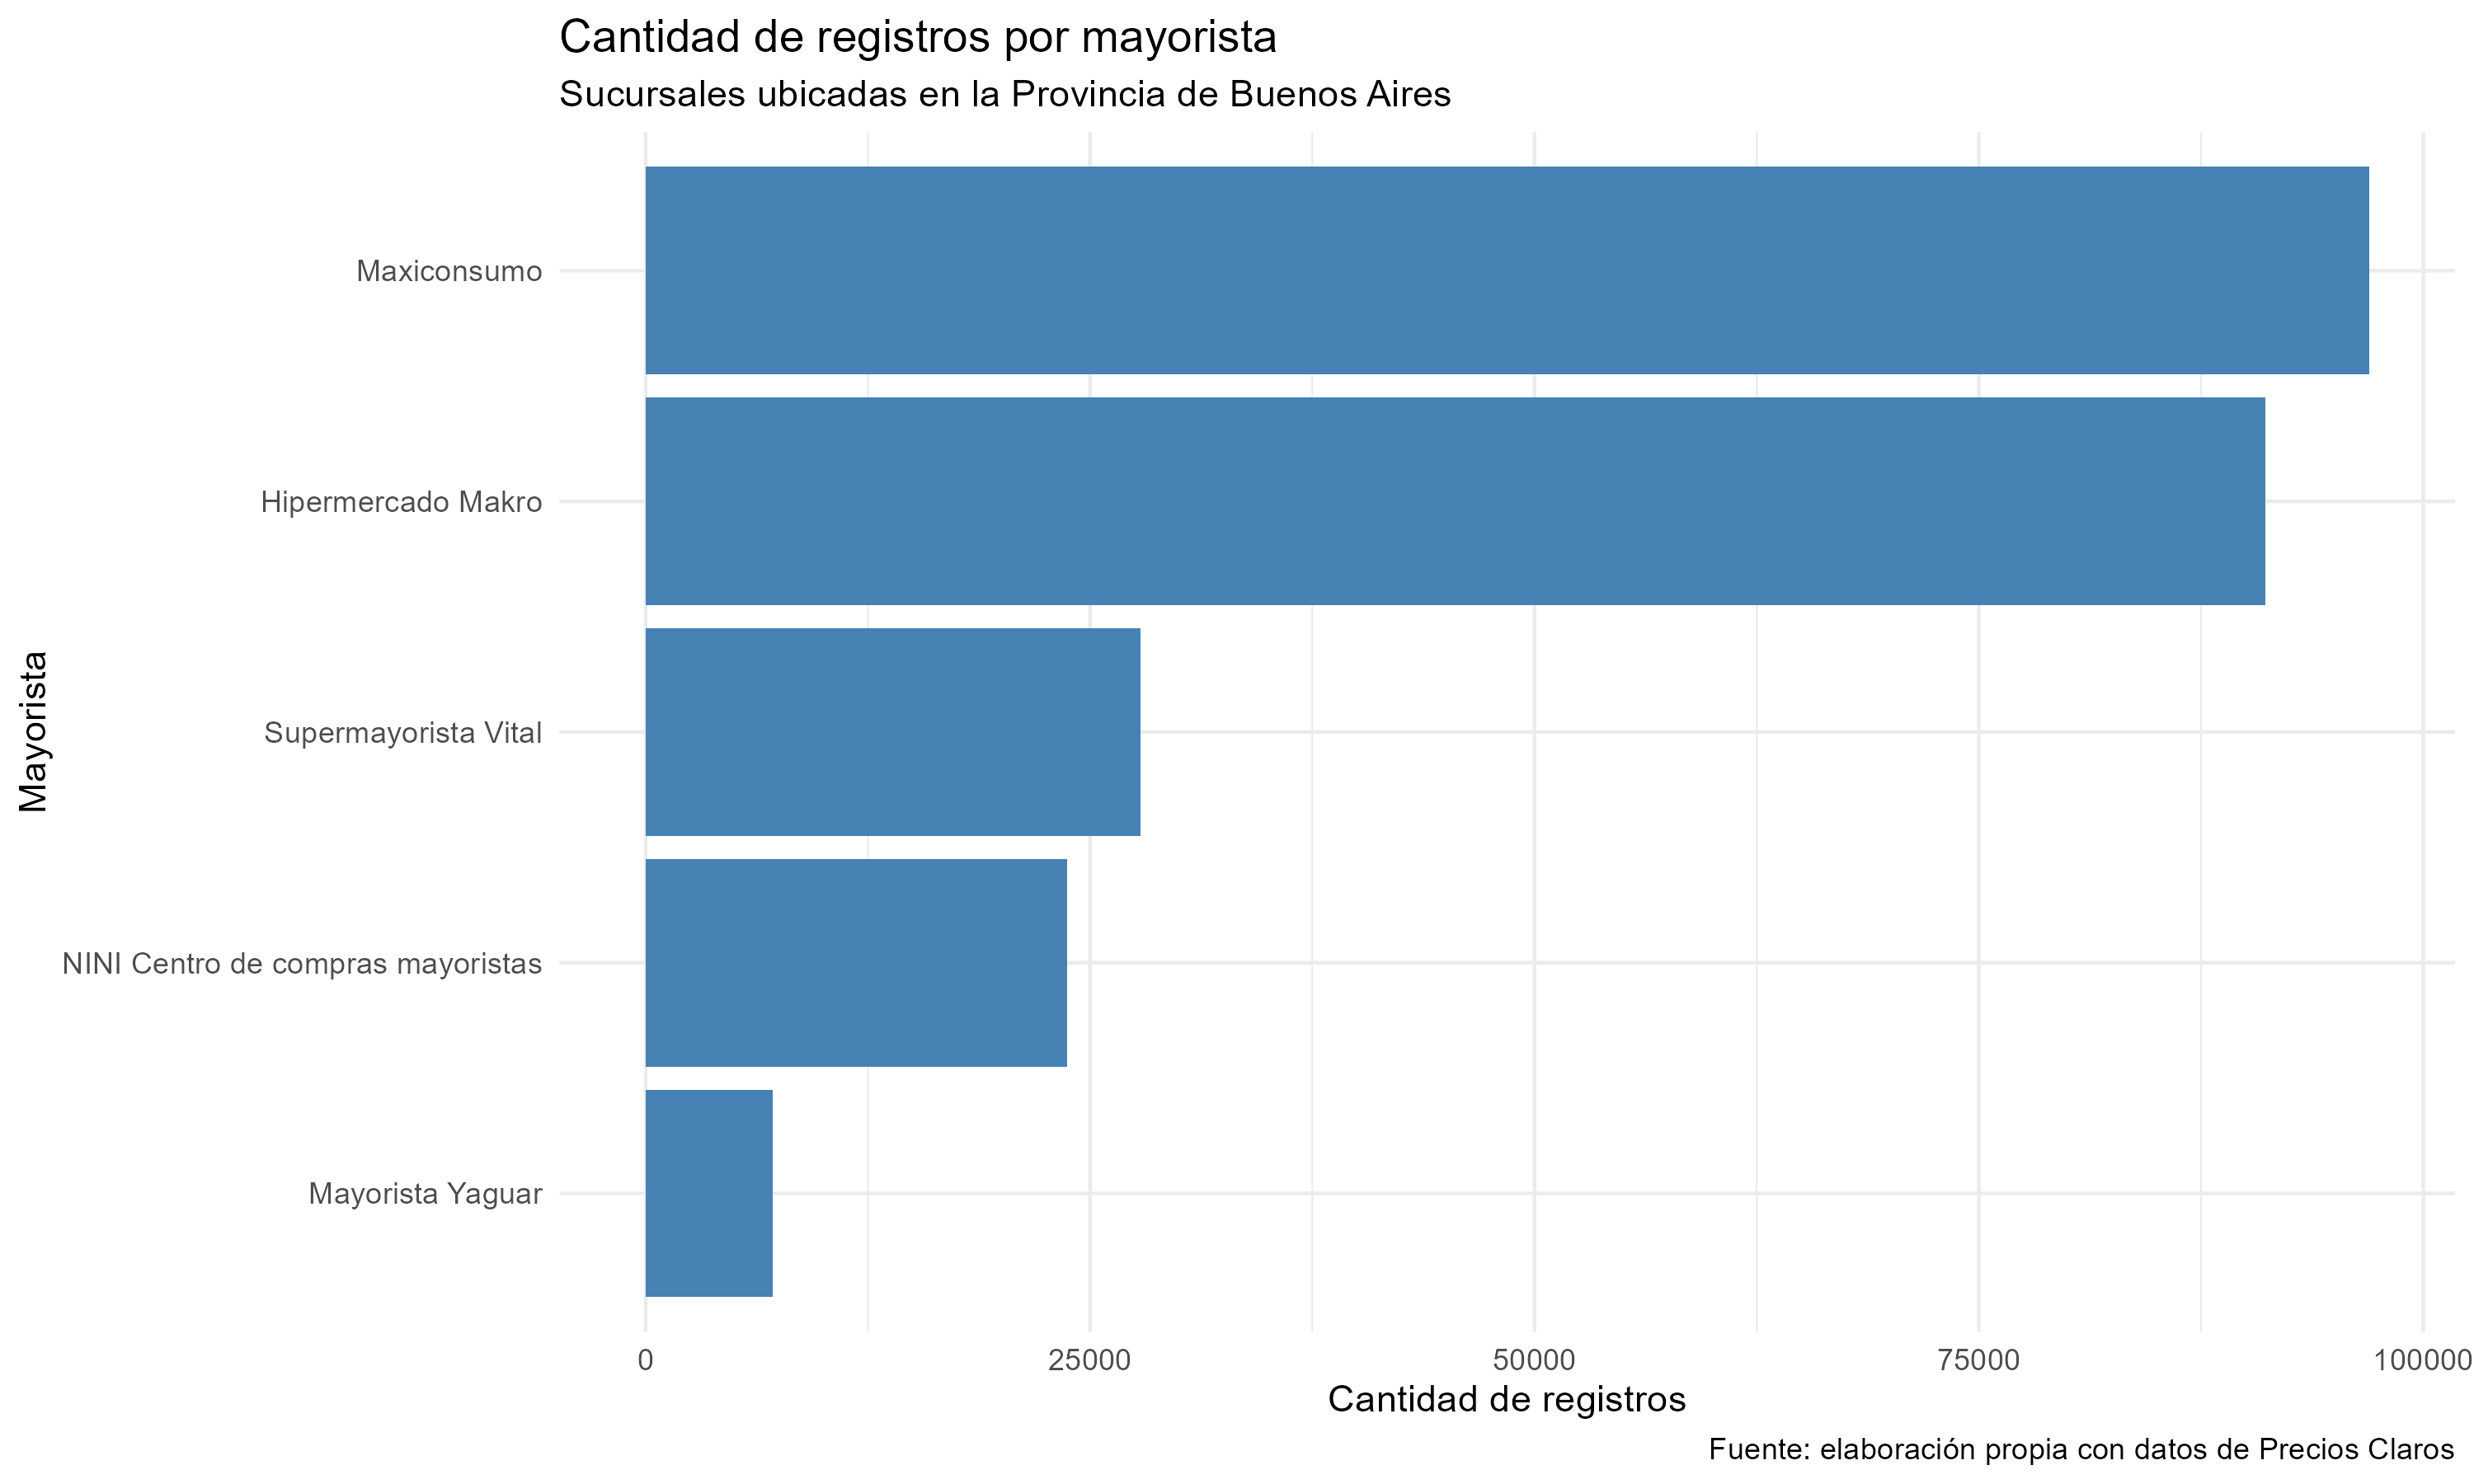 Cantidad de registros por mayorista
Sucursales ubicadas en la Provincia de Buenos Aires
Mayorista
Maxiconsumo
Hipermercado Makro
Supermayorista Vital
NINI Centro de compras mayoristas
Mayorista Yaguar
0 25000 50000 75000 100000
Cantidad de registros
Fuente: elaboración propia con datos de Precios Claros